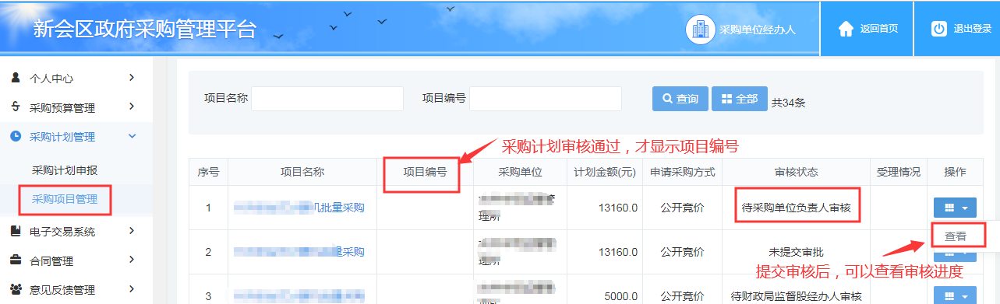 新会区政府采购管理平台
采购单位经办人
返回首页
退出登录
个人中心
采购预算管理
采购计划管理
采购计划申报
采购项目管理
电子交易系统
合同管理
意见反馈管理
项目名称
项目编号
查询
全部
共34条
采购计划审核通过，才显示项目编号
序号 项目名称 项目编号 采购单位 计划金额(元) 申请采购方式 审核状态 受理情况 操作
1 机批量采购 管理所 13160.0 公开竞价 待采购单位负责人审核
查看
2 量采购 理所 13160.0 公开竞价 未提交审批
提交审核后，可以查看审核进度
3 5000.0 公开竞价 待财政局监督股经办人审核